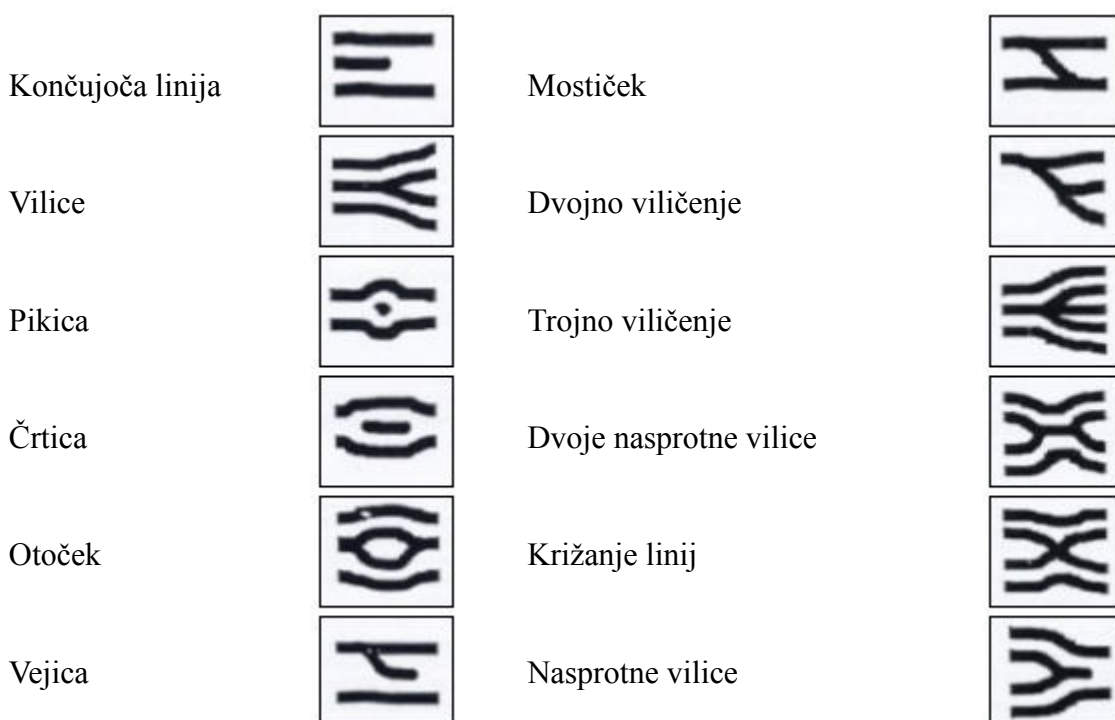 Končujoča linija
Mostiček
Vilice
Dvojno viličenje
Pikica
Trojno viličenje
Črtica
Dvoje nasprotne vilice
Otoček
Križanje linij
Vejica
Nasprotne vilice